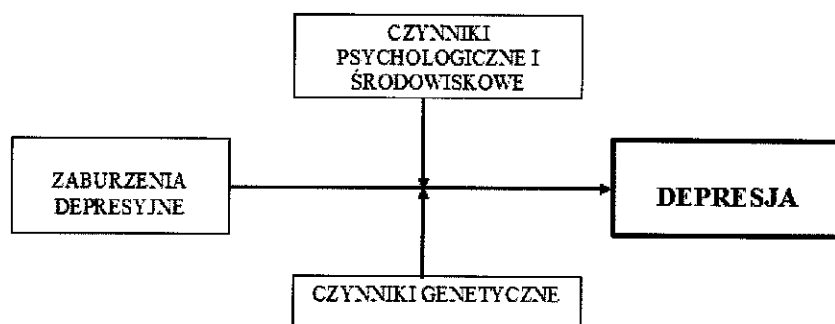 CZYNNIKI
PSYCHOLOGICZNE I
ŚRODOWISKOWE
ZABURZENIA
DEPRESYJNE
DEPRESJA
CZYNNIKI GENETYCZNE